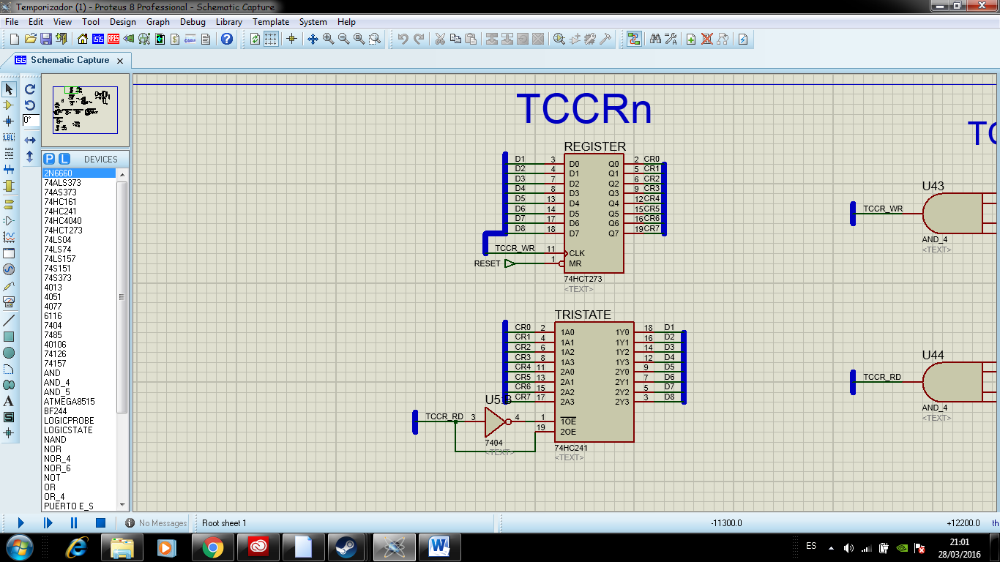 Temporizador (1) - Proteus 8 Professional - Schematic Capture
File Edit View Tool Design Graph Debug Library Template System Help
Schematic Capture
0°
P L DEVICES
2N6660
74ALS373
74AS373
74HC161
74HC241
74HC4040
74HCT273
74LS04
74LS74
74LS157
74S151
74S373
4013
4051
4077
6116
7404
7485
40106
74126
74157
AND
AND_4
AND_5
ATMEGA8515
BF244
LOGICPROBE
LOGICSTATE
NAND
NOR
NOR_4
NOR_6
NOT
OR
OR_4
PUERTO E_S
LBL
A
S
TCCRn
REGISTER
D1 3 D0 Q0 2 CR0
D2 4 D1 Q1 5 CR1
D3 7 D2 Q2 6 CR2
D4 8 D3 Q3 9 CR3
D5 13 D4 Q4 12 CR4
D6 14 D5 Q5 15 CR5
D7 17 D6 Q6 16 CR6
D8 18 D7 Q7 19 CR7
TCCR_WR 11 CLK
RESET 1 MR
74HCT273
<TEXT>
TRISTATE
CR0 2 1A0 1Y0 18 D1
CR1 4 1A1 1Y1 16 D2
CR2 6 1A2 1Y2 14 D3
CR3 8 1A3 1Y3 12 D4
CR4 11 2A0 2Y0 9 D5
CR5 13 2A1 2Y1 7 D6
CR6 15 2A2 2Y2 5 D7
CR7 17 2A3 2Y3 3 D8
U5:B
TCCR_RD 3 4 1 1OE
19 2OE
7404
<TEXT>
74HC241
<TEXT>
U43
TCCR_WR
AND_4
<TEXT>
U44
TCCR_RD
AND_4
<TEXT>
No Messages Root sheet 1 -11300.0 +12200.0 th
ES 21:01
28/03/2016